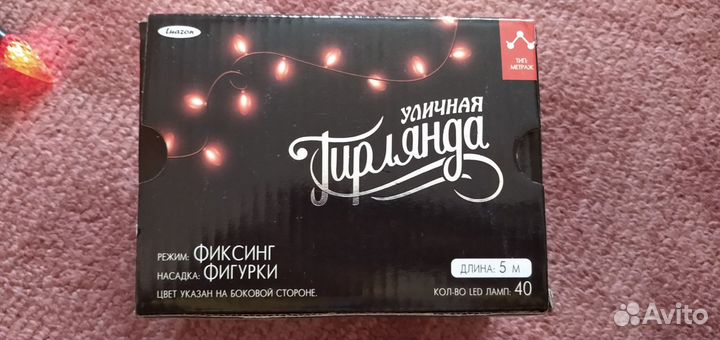 Luazon
ТИП:
МЕТРАЖ
УЛИЧНАЯ
Гирлянда
РЕЖИМ: ФИКСИНГ
НАСАДКА: ФИГУРКИ
ЦВЕТ УКАЗАН НА БОКОВОЙ СТОРОНЕ.
ДЛИНА: 5 М
КОЛ-ВО LED ЛАМП: 40
Avito